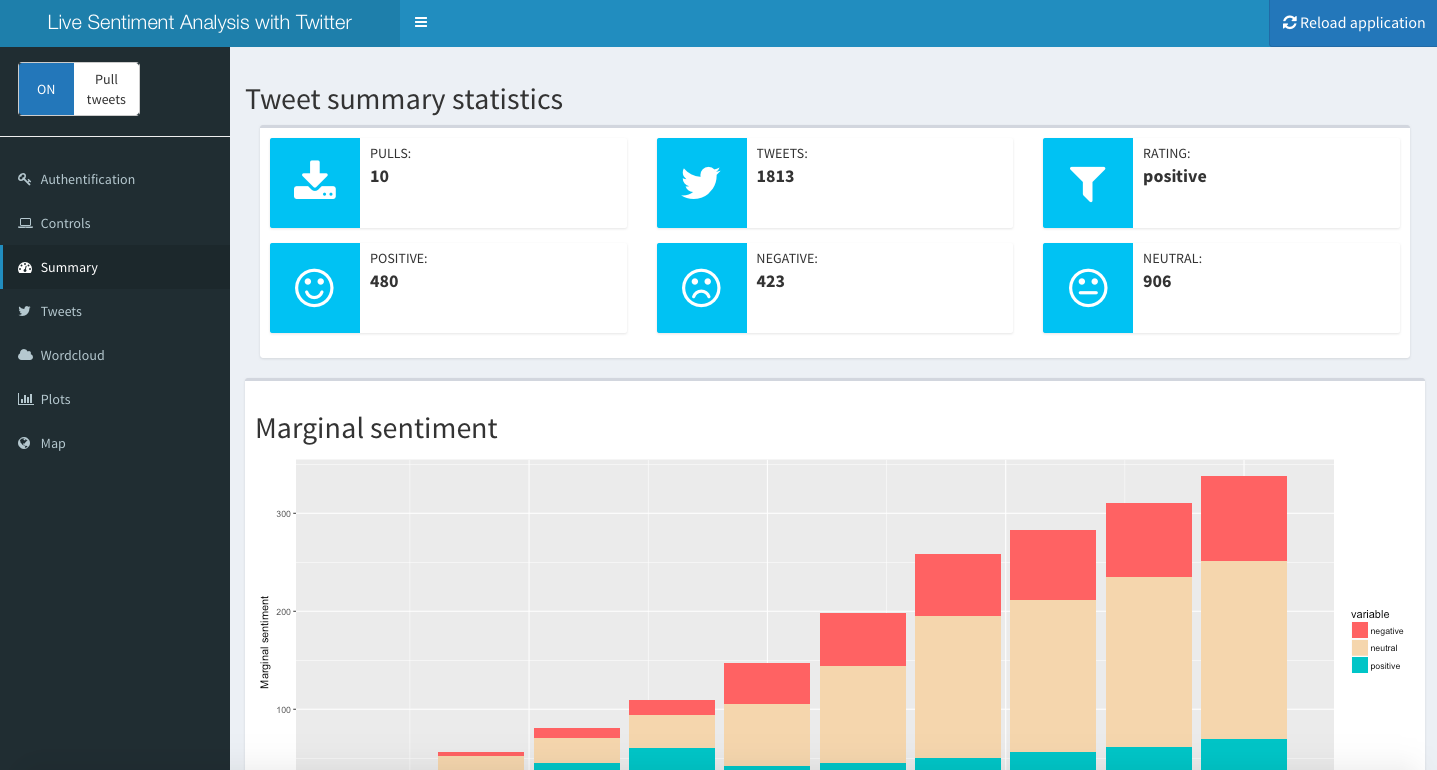 Live Sentiment Analysis with Twitter
Reload application
ON
Pull
tweets
Authentification
Controls
Summary
Tweets
Wordcloud
Plots
Map
Tweet summary statistics
PULLS:
10
TWEETS:
1813
RATING:
positive
POSITIVE:
480
NEGATIVE:
423
NEUTRAL:
906
Marginal sentiment
300
200
100
Marginal sentiment
variable
negative
neutral
positive